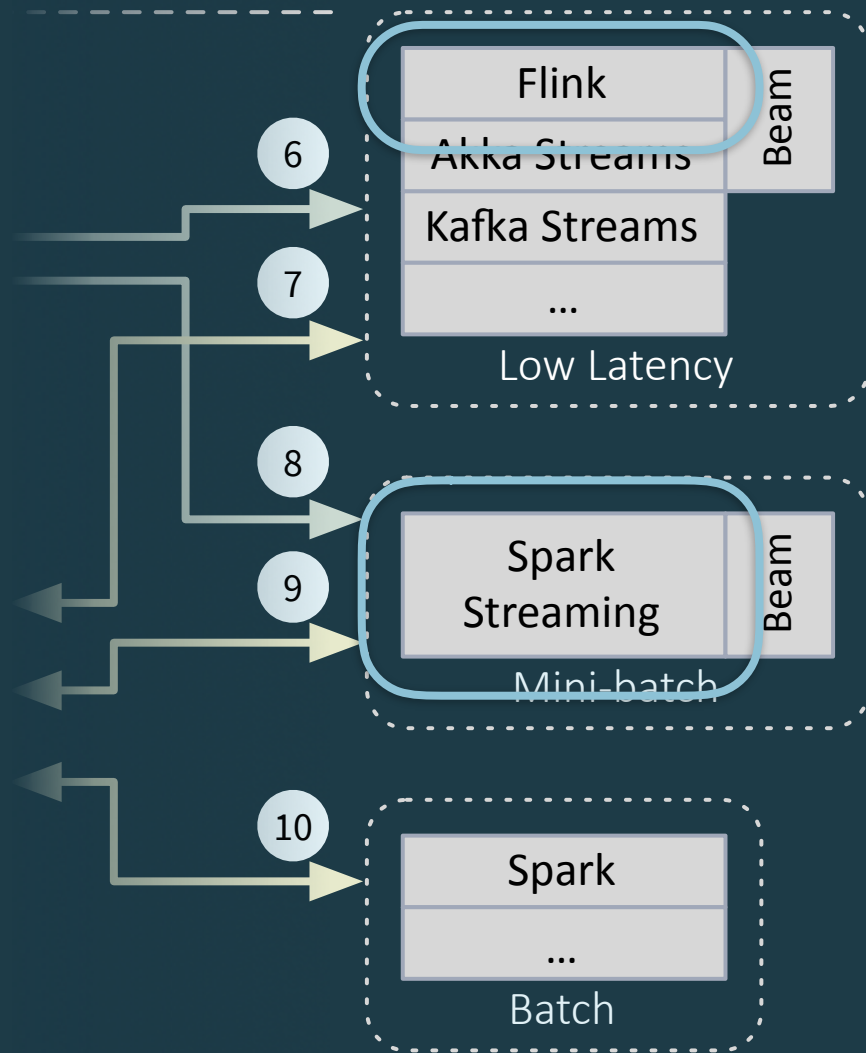 Flink
Beam
6
Akka Streams
Kafka Streams
7
...
Low Latency
8
Spark
Streaming
Beam
9
Mini-batch
10
Spark
...
Batch